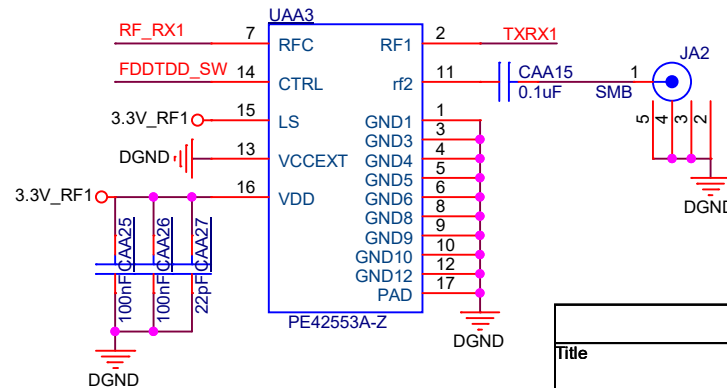 UAA3
RF_RX1 7 RFC RF1 2 TXRX1
FDDTDD_SW 14 CTRL rf2 11 CAA15 0.1uF SMB 1 JA2
5 4 3 2
DGND
3.3V_RF1 15 LS
DGND 13 VCCEXT
3.3V_RF1 16 VDD
GND1 1
GND3 3
GND4 4
GND5 5
GND6 6
GND8 8
GND9 9
GND10 10
GND12 12
PAD 17
DGND
PE42553A-Z
100nF CAA25
100nF CAA26
22pF CAA27
DGND
Title